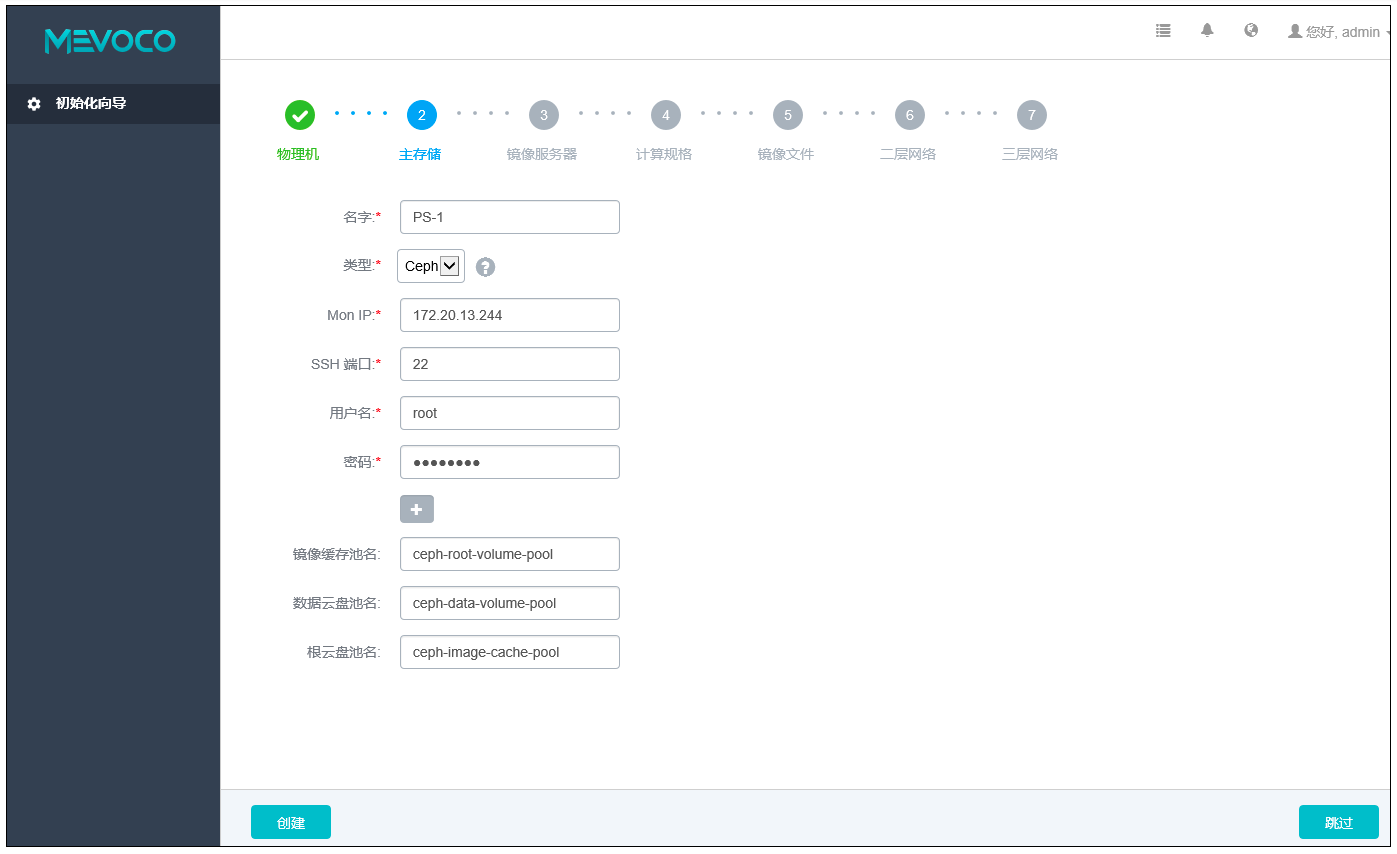 MEVOCO
您好, admin
初始化向导
2
3
4
5
6
7
物理机
主存储
镜像服务器
计算规格
镜像文件
二层网络
三层网络
名字:*
PS-1
类型:*
Ceph
?
Mon IP:*
172.20.13.244
SSH 端口:*
22
用户名:*
root
密码:*
●●●●●●●●
+
镜像缓存池名:
ceph-root-volume-pool
数据云盘池名:
ceph-data-volume-pool
根云盘池名:
ceph-image-cache-pool
创建
跳过